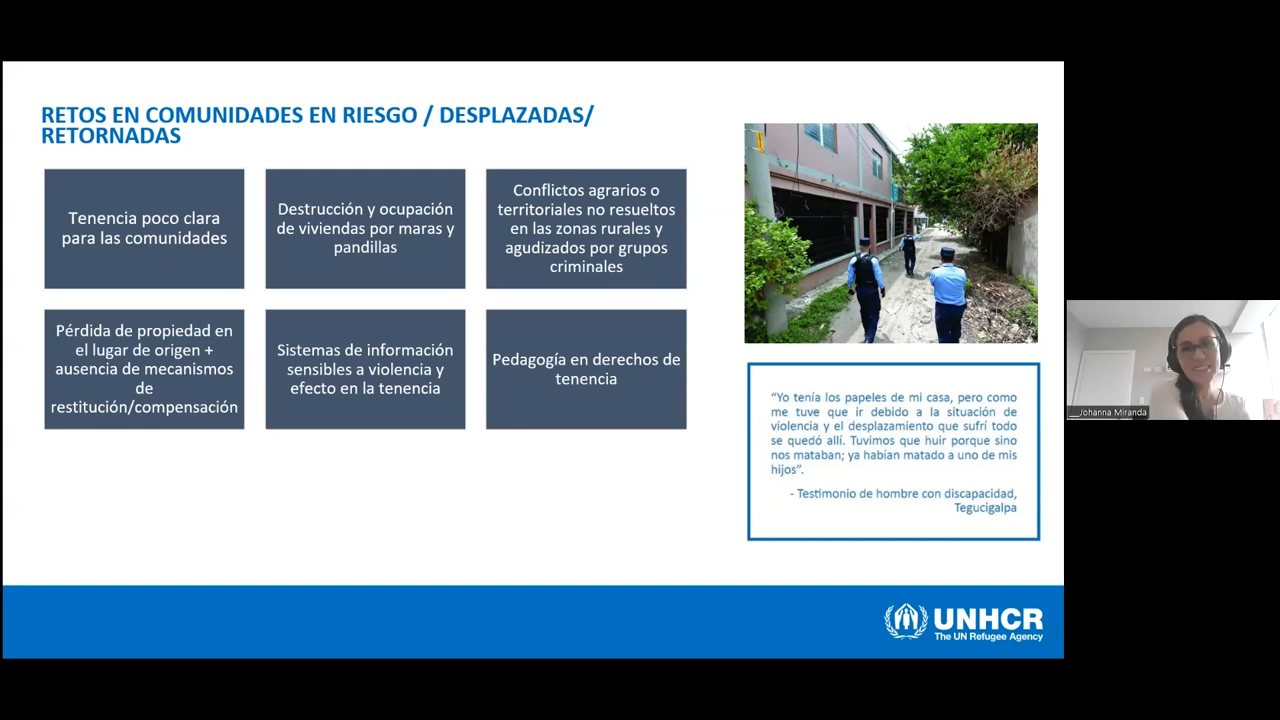 RETOS EN COMUNIDADES EN RIESGO / DESPLAZADAS/
RETORNADAS
Tenencia poco clara
para las comunidades
Destrucción y ocupación
de viviendas por maras y
pandillas
Conflictos agrarios o
territoriales no resueltos
en las zonas rurales y
agudizados por grupos
criminales
Pérdida de propiedad en
el lugar de origen +
ausencia de mecanismos
de
restitución/compensación
Sistemas de información
sensibles a violencia y
efecto en la tenencia
Pedagogía en derechos de
tenencia
“Yo tenía los papeles de mi casa, pero como
me tuve que ir debido a la situación de
violencia y el desplazamiento que sufrí todo
se quedó allí. Tuvimos que huir porque sino
nos mataban; ya habían matado a uno de mis
hijos”.
- Testimonio de hombre con discapacidad,
Tegucigalpa
__Johanna Miranda
UNHCR
The UN Refugee Agency